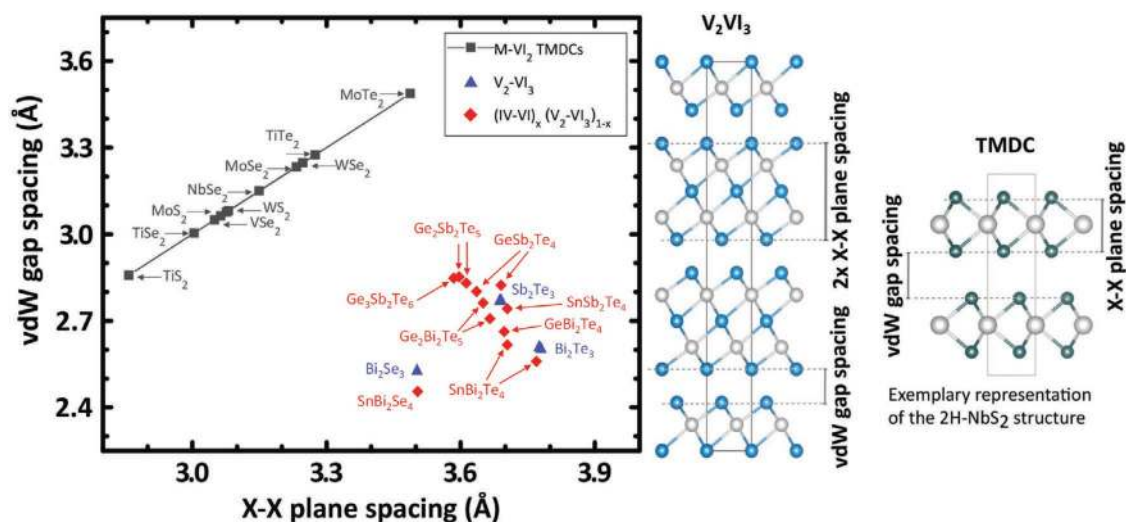 3.6
3.3
3.0
2.7
2.4
vdW gap spacing (Å)
3.0 3.3 3.6 3.9
X-X plane spacing (Å)
M-VI₂ TMDCs
V₂-VI₃
(IV-VI)ₓ (V₂-VI₃)₁₋ₓ
MoTe₂
TiTe₂
MoSe₂
WSe₂
NbSe₂
MoS₂
WS₂
VSe₂
TiSe₂
TiS₂
Ge₂Sb₂Te₅
GeSb₂Te₄
Ge₃Sb₂Te₆
Sb₂Te₃
SnSb₂Te₄
Ge₂Bi₂Te₅
GeBi₂Te₄
Bi₂Te₃
Bi₂Se₃
SnBi₂Te₄
SnBi₂Se₄
V₂VI₃
2x X-X plane spacing
vdW gap spacing
TMDC
vdW gap spacing
X-X plane spacing
Exemplary representation
of the 2H-NbS₂ structure